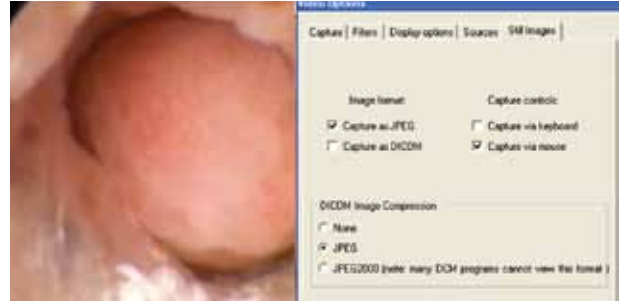 Video Options
Capture Filters Display options Sources Still Images
Image format: Capture controls:
Capture as JPEG Capture via keyboard
Capture as DICOM Capture via mouse
DICOM Image Compression
None
JPEG
JPEG2000 (note: many DCM programs cannot view this format)